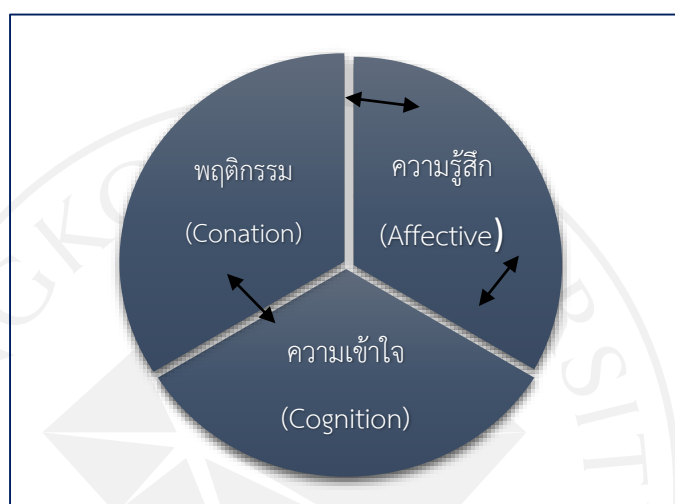 พฤติกรรม
(Conation)
ความรู้สึก
(Affective)
ความเข้าใจ
(Cognition)